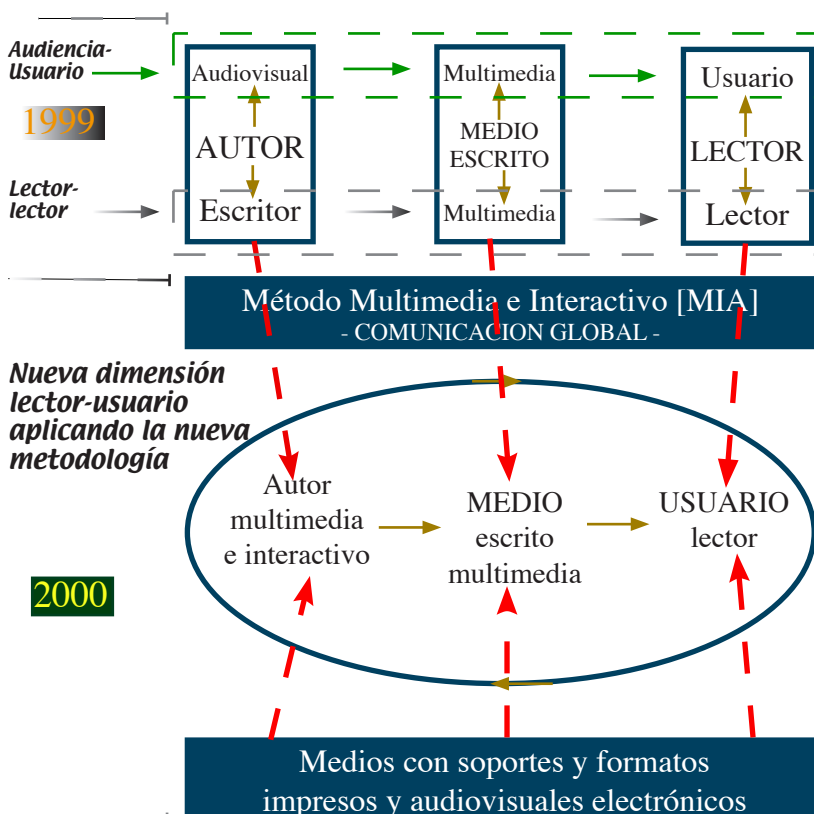 Audiencia-
Usuario
Audiovisual
Multimedia
Usuario
1999
AUTOR
MEDIO
ESCRITO
LECTOR
Lector-
lector
Escritor
Multimedia
Lector
Método Multimedia e Interactivo [MIA]
- COMUNICACION GLOBAL -
Nueva dimensión
lector-usuario
aplicando la nueva
metodología
Autor
multimedia
e interactivo
MEDIO
escrito
multimedia
USUARIO
lector
2000
Medios con soportes y formatos
impresos y audiovisuales electrónicos